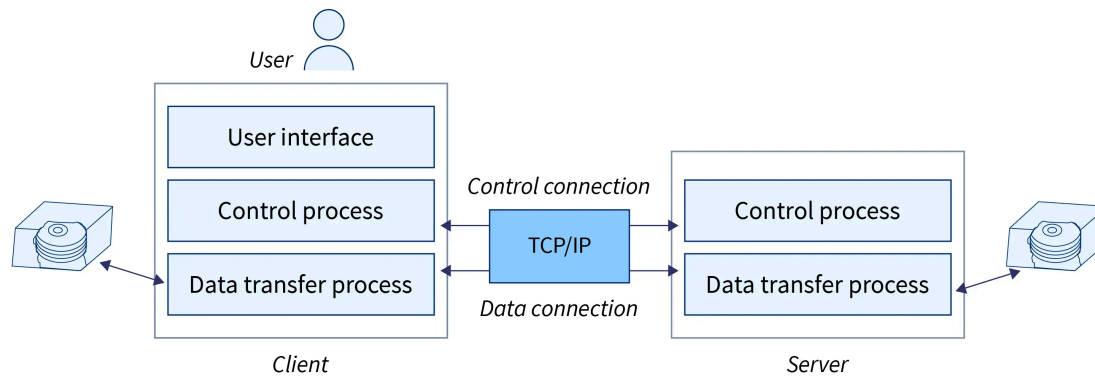 User
User interface
Control process
Data transfer process
Client
Control connection
TCP/IP
Data connection
Control process
Data transfer process
Server